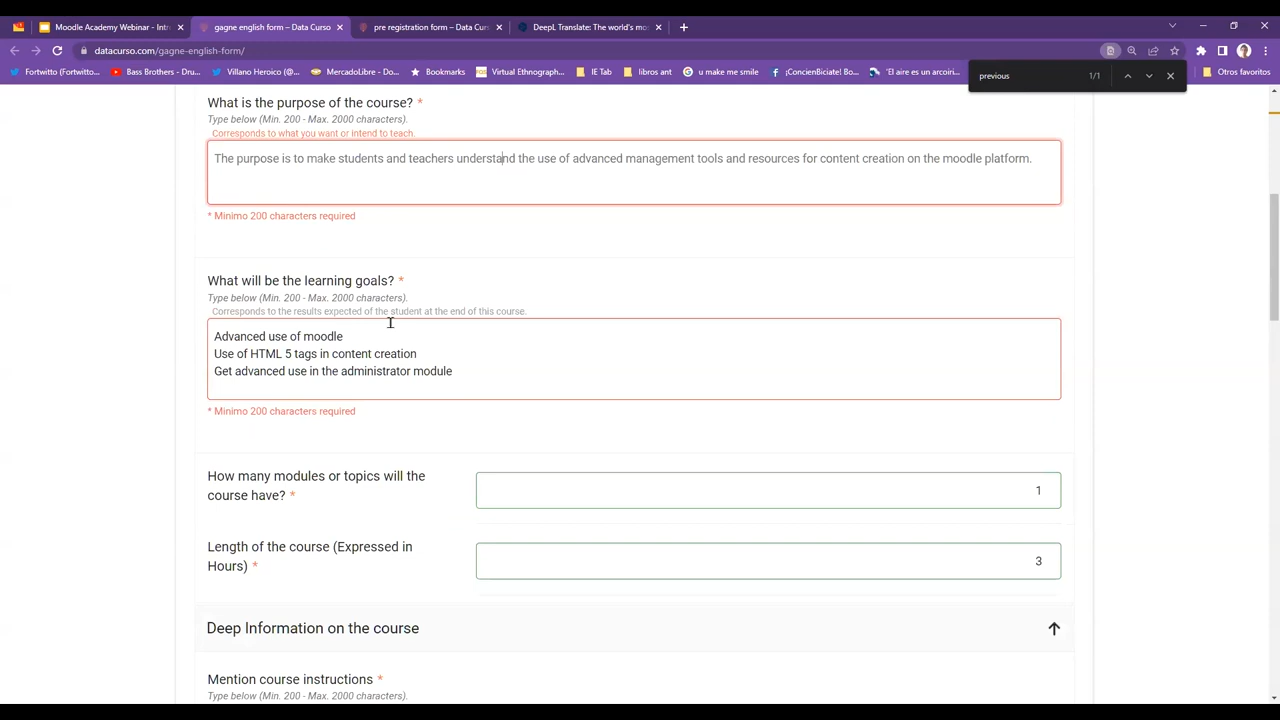 Moodle Academy Webinar - Intr
gagne english form – Data Curso
pre registration form – Data Curs
DeepL Translate: The world's mo
datacurso.com/gagne-english-form/
Fortwitto (Fortwitto...
Bass Brothers - Dru...
Villano Heroico (@...
MercadoLibre - Do...
Bookmarks
Virtual Ethnograph...
IE Tab
libros ant
u make me smile
¡ConcienBiciate! Bo...
'El aire es un arcoiri...
Otros favoritos
previous 1/1
What is the purpose of the course? *
Type below (Min. 200 - Max. 2000 characters).
Corresponds to what you want or intend to teach.
The purpose is to make students and teachers understand the use of advanced management tools and resources for content creation on the moodle platform.
* Minimo 200 characters required
What will be the learning goals? *
Type below (Min. 200 - Max. 2000 characters).
Corresponds to the results expected of the student at the end of this course.
Advanced use of moodle
Use of HTML 5 tags in content creation
Get advanced use in the administrator module
* Minimo 200 characters required
How many modules or topics will the
course have? *
1
Length of the course (Expressed in
Hours) *
3
Deep Information on the course
Mention course instructions *
Type below (Min. 200 - Max. 2000 characters).